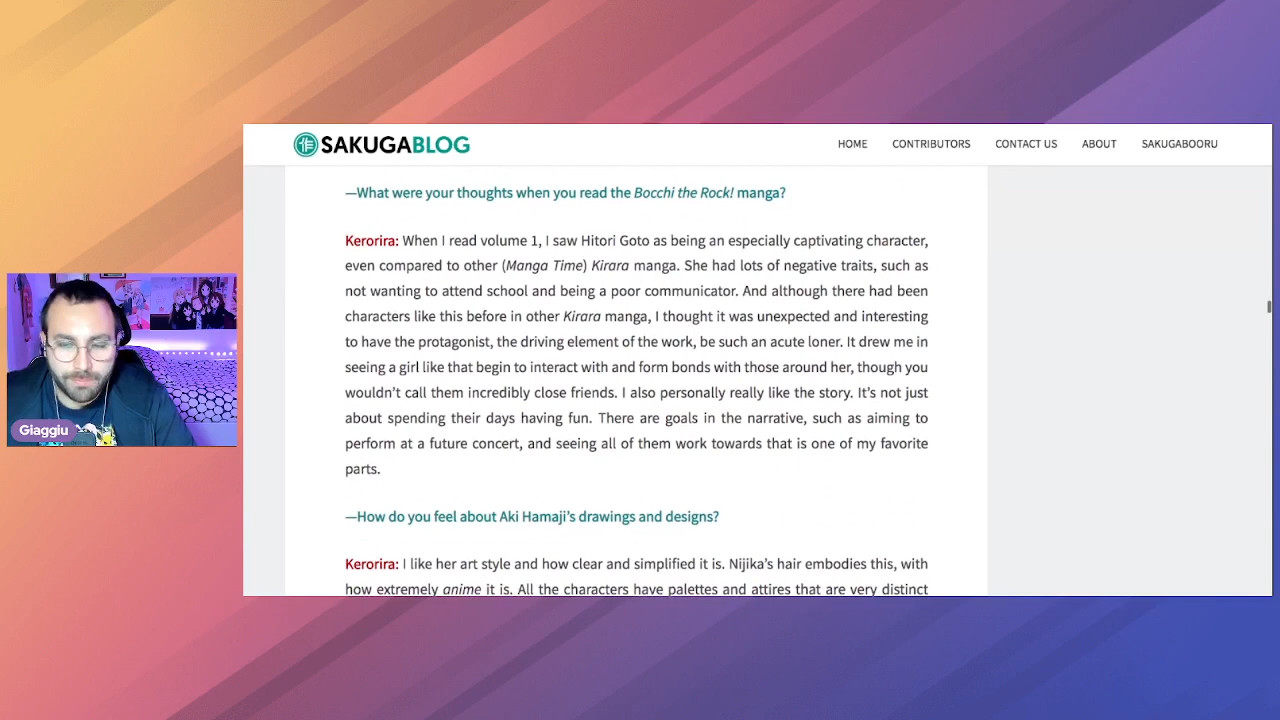 SAKUGABLOG
HOME CONTRIBUTORS CONTACT US ABOUT SAKUGABOORU
—What were your thoughts when you read the Bocchi the Rock! manga?
Kerorira: When I read volume 1, I saw Hitori Goto as being an especially captivating character,
even compared to other (Manga Time) Kirara manga. She had lots of negative traits, such as
not wanting to attend school and being a poor communicator. And although there had been
characters like this before in other Kirara manga, I thought it was unexpected and interesting
to have the protagonist, the driving element of the work, be such an acute loner. It drew me in
seeing a girl like that begin to interact with and form bonds with those around her, though you
wouldn't call them incredibly close friends. I also personally really like the story. It's not just
about spending their days having fun. There are goals in the narrative, such as aiming to
perform at a future concert, and seeing all of them work towards that is one of my favorite
parts.
—How do you feel about Aki Hamaji's drawings and designs?
Kerorira: I like her art style and how clear and simplified it is. Nijika's hair embodies this, with
how extremely anime it is. All the characters have palettes and attires that are very distinct
Giaggiu